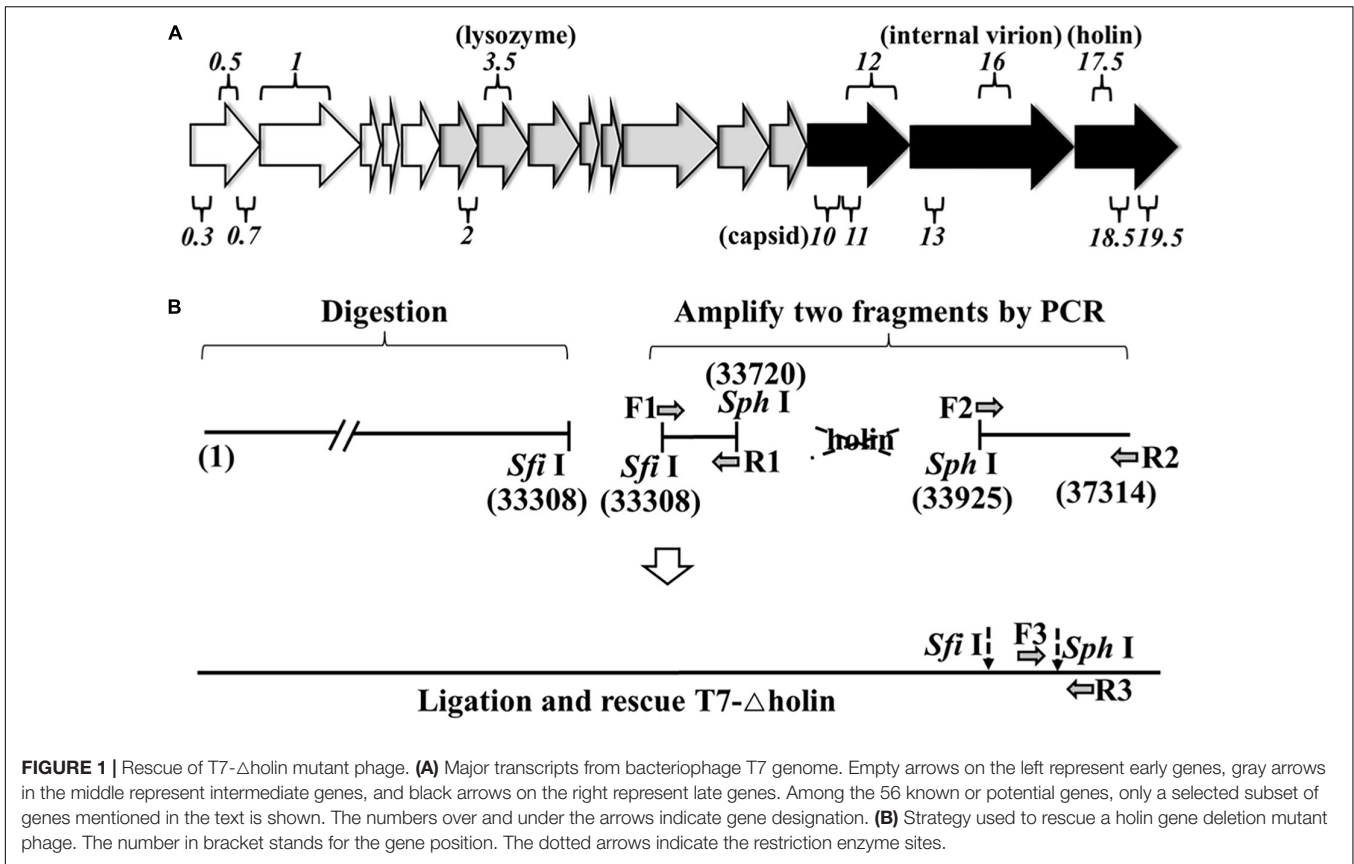 A
(lysozyme) (internal virion) (holin)
0.5 1 3.5 12 16 17.5
0.3 0.7 2 (capsid)10 11 13 18.5 19.5
B
Digestion Amplify two fragments by PCR
(33720)
F1 Sph I F2
holin
(1) Sfi I Sfi I R1 Sph I R2
(33308) (33308) (33925) (37314)
Sfi I F3 Sph I
R3
Ligation and rescue T7-△holin
FIGURE 1 | Rescue of T7-△holin mutant phage. (A) Major transcripts from bacteriophage T7 genome. Empty arrows on the left represent early genes, gray arrows
in the middle represent intermediate genes, and black arrows on the right represent late genes. Among the 56 known or potential genes, only a selected subset of
genes mentioned in the text is shown. The numbers over and under the arrows indicate gene designation. (B) Strategy used to rescue a holin gene deletion mutant
phage. The number in bracket stands for the gene position. The dotted arrows indicate the restriction enzyme sites.